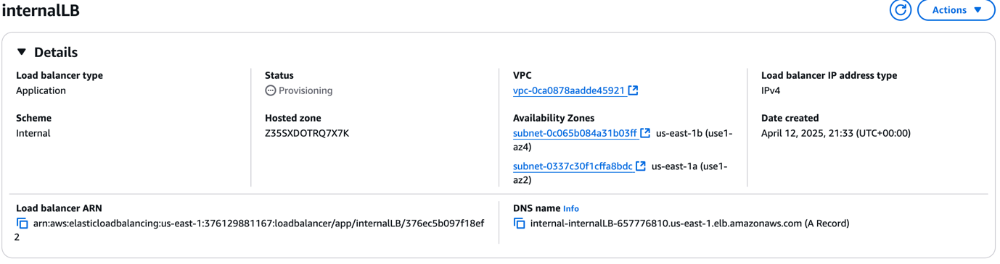 internalLB
Actions
Details
Load balancer type
Application
Status
Provisioning
VPC
vpc-0ca0878aadde45921
Load balancer IP address type
IPv4
Scheme
Internal
Hosted zone
Z35SXDOTRQ7X7K
Availability Zones
subnet-0c065b084a31b03ff us-east-1b (use1-
az4)
subnet-0337c30f1cffa8bdc us-east-1a (use1-
az2)
Date created
April 12, 2025, 21:33 (UTC+00:00)
Load balancer ARN
arn:aws:elasticloadbalancing:us-east-1:376129881167:loadbalancer/app/internalLB/376ec5b097f18ef
2
DNS name Info
internal-internalLB-657776810.us-east-1.elb.amazonaws.com (A Record)